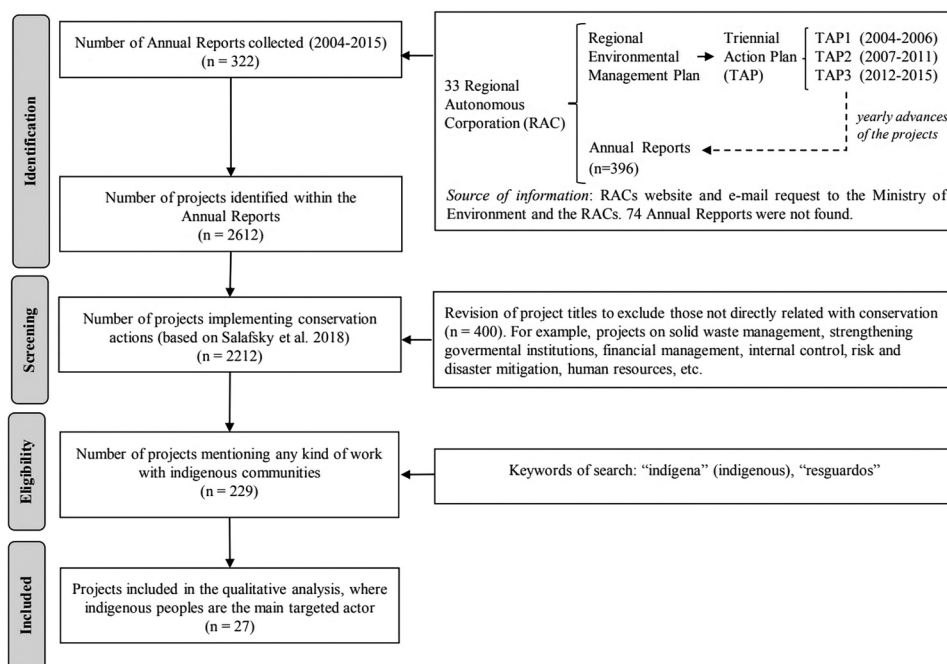 Identification
Number of Annual Reports collected (2004-2015)
(n = 322)
33 Regional
Autonomous
Corporation (RAC)
Regional
Environmental
Management Plan
Triennial
Action Plan
(TAP)
TAP1 (2004-2006)
TAP2 (2007-2011)
TAP3 (2012-2015)
yearly advances
of the projects
Annual Reports
(n=396)
Source of information: RACs website and e-mail request to the Ministry of
Environment and the RACs. 74 Annual Repports were not found.
Number of projects identified within the
Annual Reports
(n = 2612)
Screening
Number of projects implementing conservation
actions (based on Salafsky et al. 2018)
(n = 2212)
Revision of project titles to exclude those not directly related with conservation
(n = 400). For example, projects on solid waste management, strengthening
govermental institutions, financial management, internal control, risk and
disaster mitigation, human resources, etc.
Eligibility
Number of projects mentioning any kind of work
with indigenous communities
(n = 229)
Keywords of search: “indígena” (indigenous), “resguardos”
Included
Projects included in the qualitative analysis, where
indigenous peoples are the main targeted actor
(n = 27)